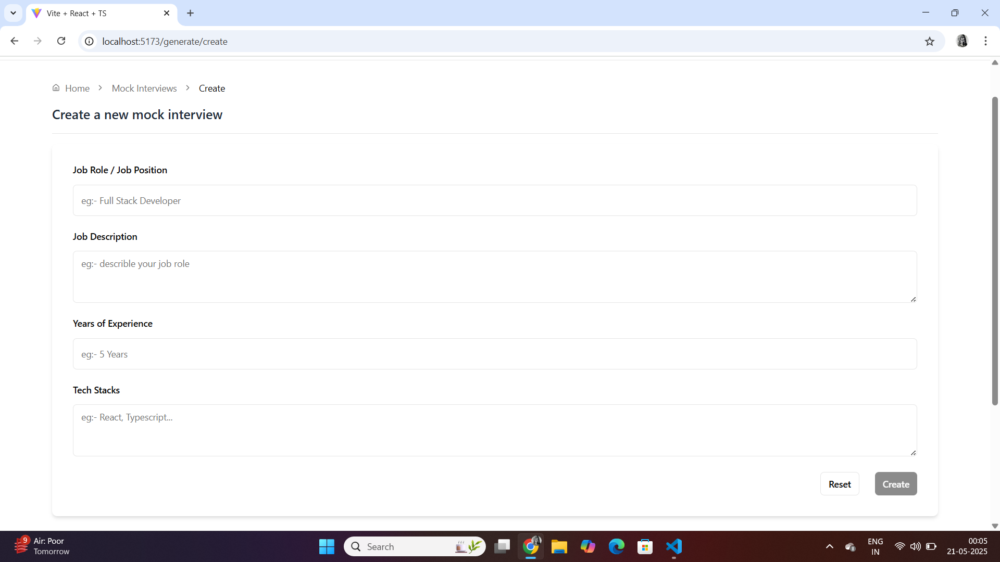 Vite + React + TS
localhost:5173/generate/create
Home > Mock Interviews > Create
Create a new mock interview
Job Role / Job Position
eg:- Full Stack Developer
Job Description
eg:- describle your job role
Years of Experience
eg:- 5 Years
Tech Stacks
eg:- React, Typescript...
Reset Create
9
Air: Poor
Tomorrow
Search
ENG
IN
00:05
21-05-2025